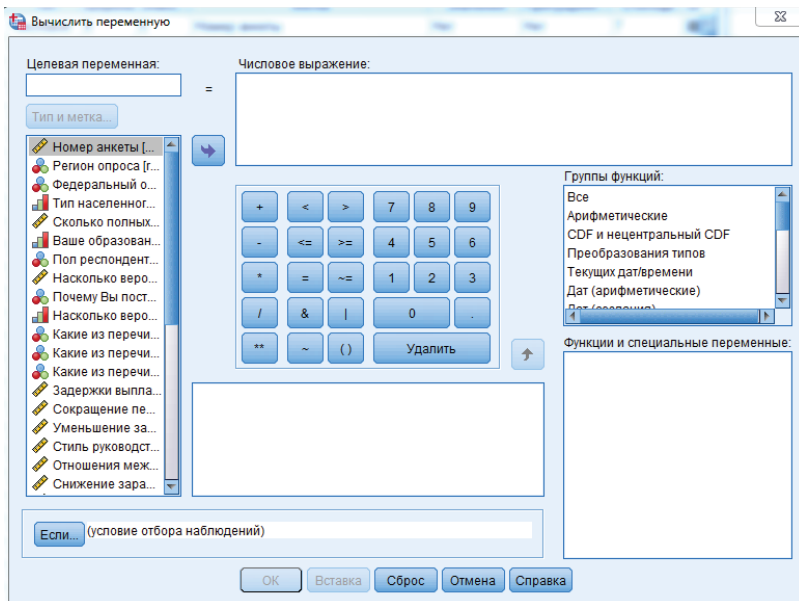 Вычислить переменную
Целевая переменная:
=
Числовое выражение:
Тип и метка...
Номер анкеты [...
Регион опроса [r...
Федеральный о...
Тип населенног...
Сколько полных...
Ваше образован...
Пол респондент...
Насколько веро...
Почему Вы пост...
Насколько веро...
Какие из перечи...
Какие из перечи...
Какие из перечи...
Задержки выпла...
Сокращение пе...
Уменьшение за...
Стиль руководст...
Отношения меж...
Снижение зара...
+ < > 7 8 9
- <= >= 4 5 6
* = ~= 1 2 3
/ & | 0 .
** ~ ( ) Удалить
Группы функций:
Все
Арифметические
CDF и нецентральный CDF
Преобразования типов
Текущих дат/времени
Дат (арифметические)
Функции и специальные переменные:
Если... (условие отбора наблюдений)
ОК Вставка Сброс Отмена Справка